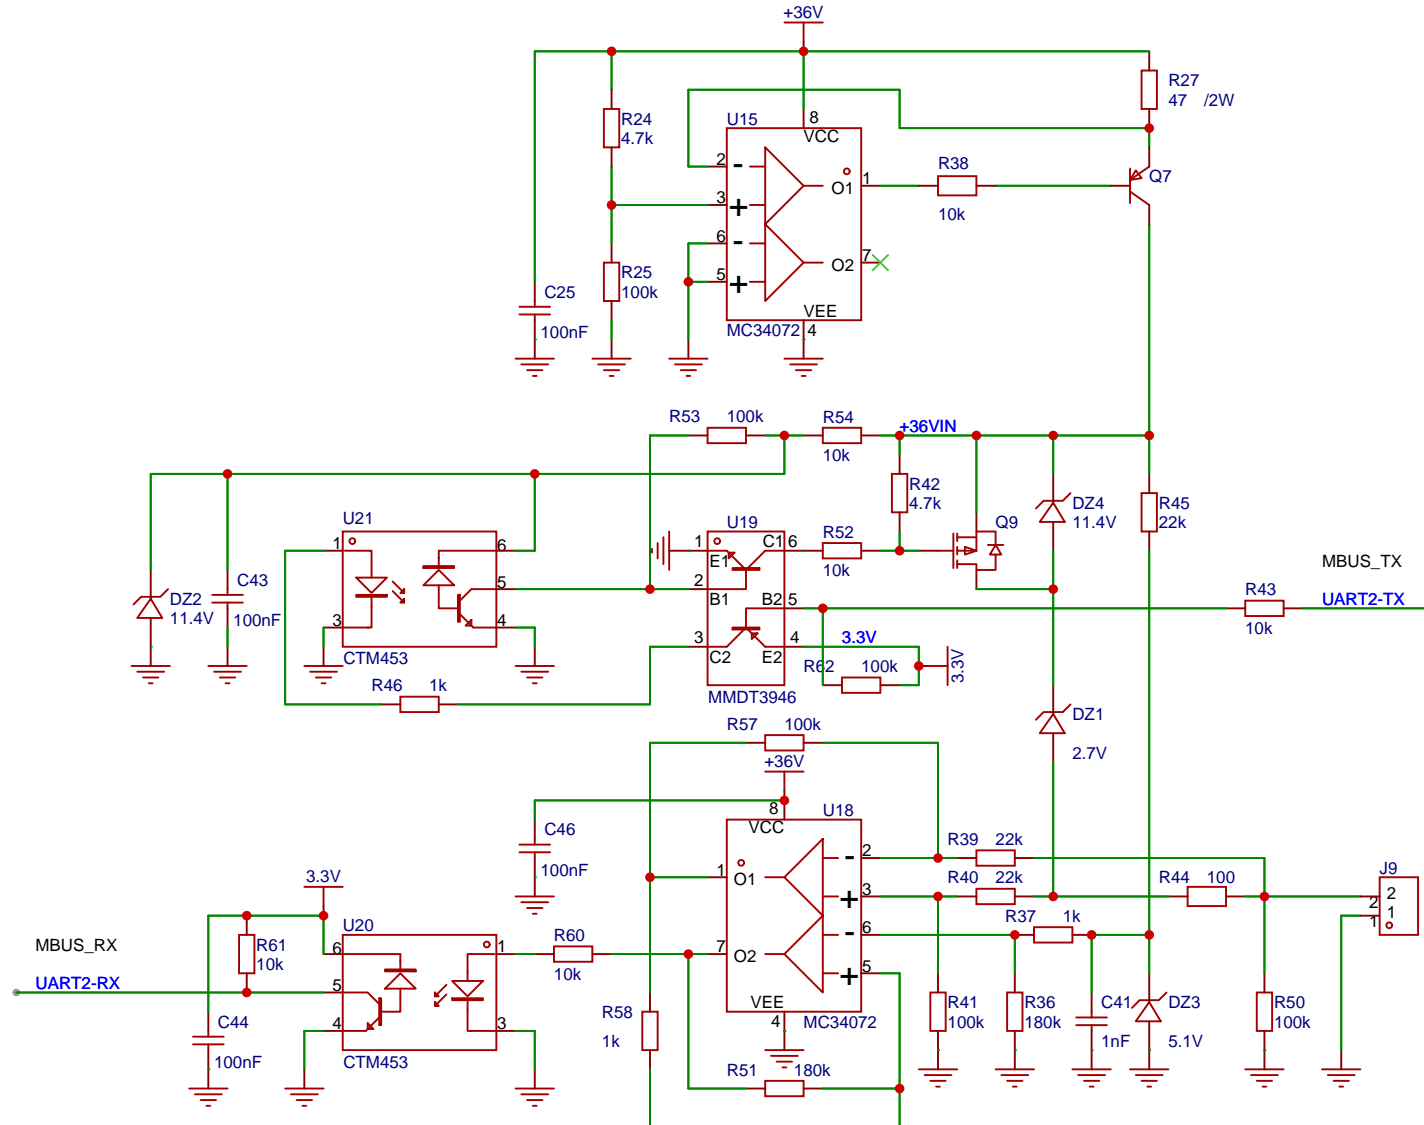 +36V
R27
47 /2W
R24
4.7k
U15
8
VCC
2
-
R38
1
O1
Q7
3
+
10k
6
-
O2
7
R25
100k
5
+
C25
VEE
100nF
MC34072
4
R53 100k
R54
+36VIN
10k
R42
4.7k
DZ4
11.4V
R45
22k
U21
U19
Q9
1
6
1
E1
C1
6
R52
10k
MBUS_TX
C43
5
2
B1
B2
5
R43
UART2-TX
DZ2
11.4V
100nF
3
4
10k
3
C2
E2
4
3.3V
CTM453
R62 100k
3.3V
R46 1k
MMDT3946
R57 100k
DZ1
2.7V
+36V
8
VCC
U18
C46
100nF
2
-
R39 22k
J9
3.3V
1
O1
3
+
R40 22k
R44 100
2
2
1
1
R37 1k
6
-
MBUS_RX
R61
10k
U20
6
1
R60
10k
7
O2
5
+
UART2-RX
5
R41
100k
R36
180k
C41
1nF
DZ3
5.1V
R50
100k
VEE
R58
1k
4
MC34072
C44
100nF
4
3
CTM453
R51 180k